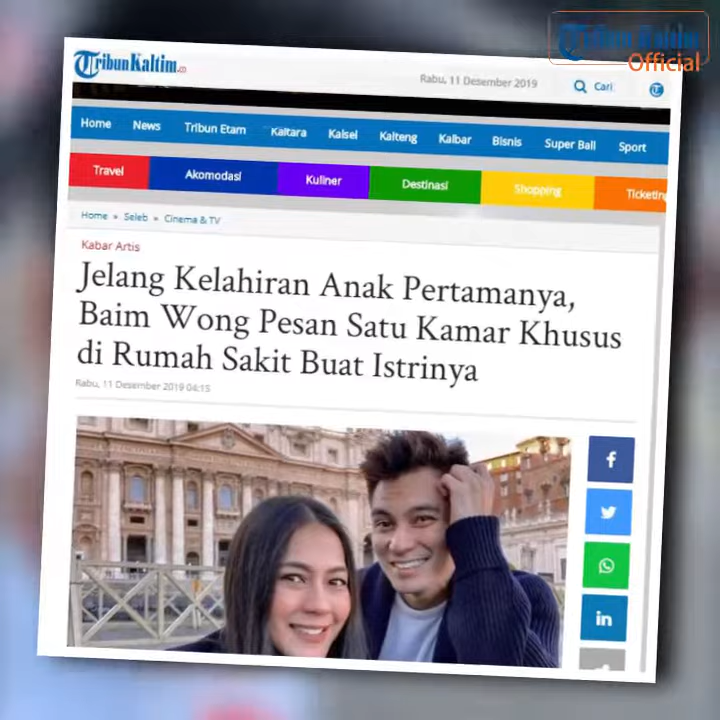 Tribun Kaltim
Official
TribunKaltim.co
Rabu, 11 Desember 2019
Cari
Home News Tribun Etam Kaltara Kalsel Kalteng Kalbar Bisnis Super Ball Sport
Travel Akomodasi Kuliner Destinasi Shopping Ticketing
Home » Seleb » Cinema & TV
Kabar Artis
Jelang Kelahiran Anak Pertamanya,
Baim Wong Pesan Satu Kamar Khusus
di Rumah Sakit Buat Istrinya
Rabu, 11 Desember 2019 04:15